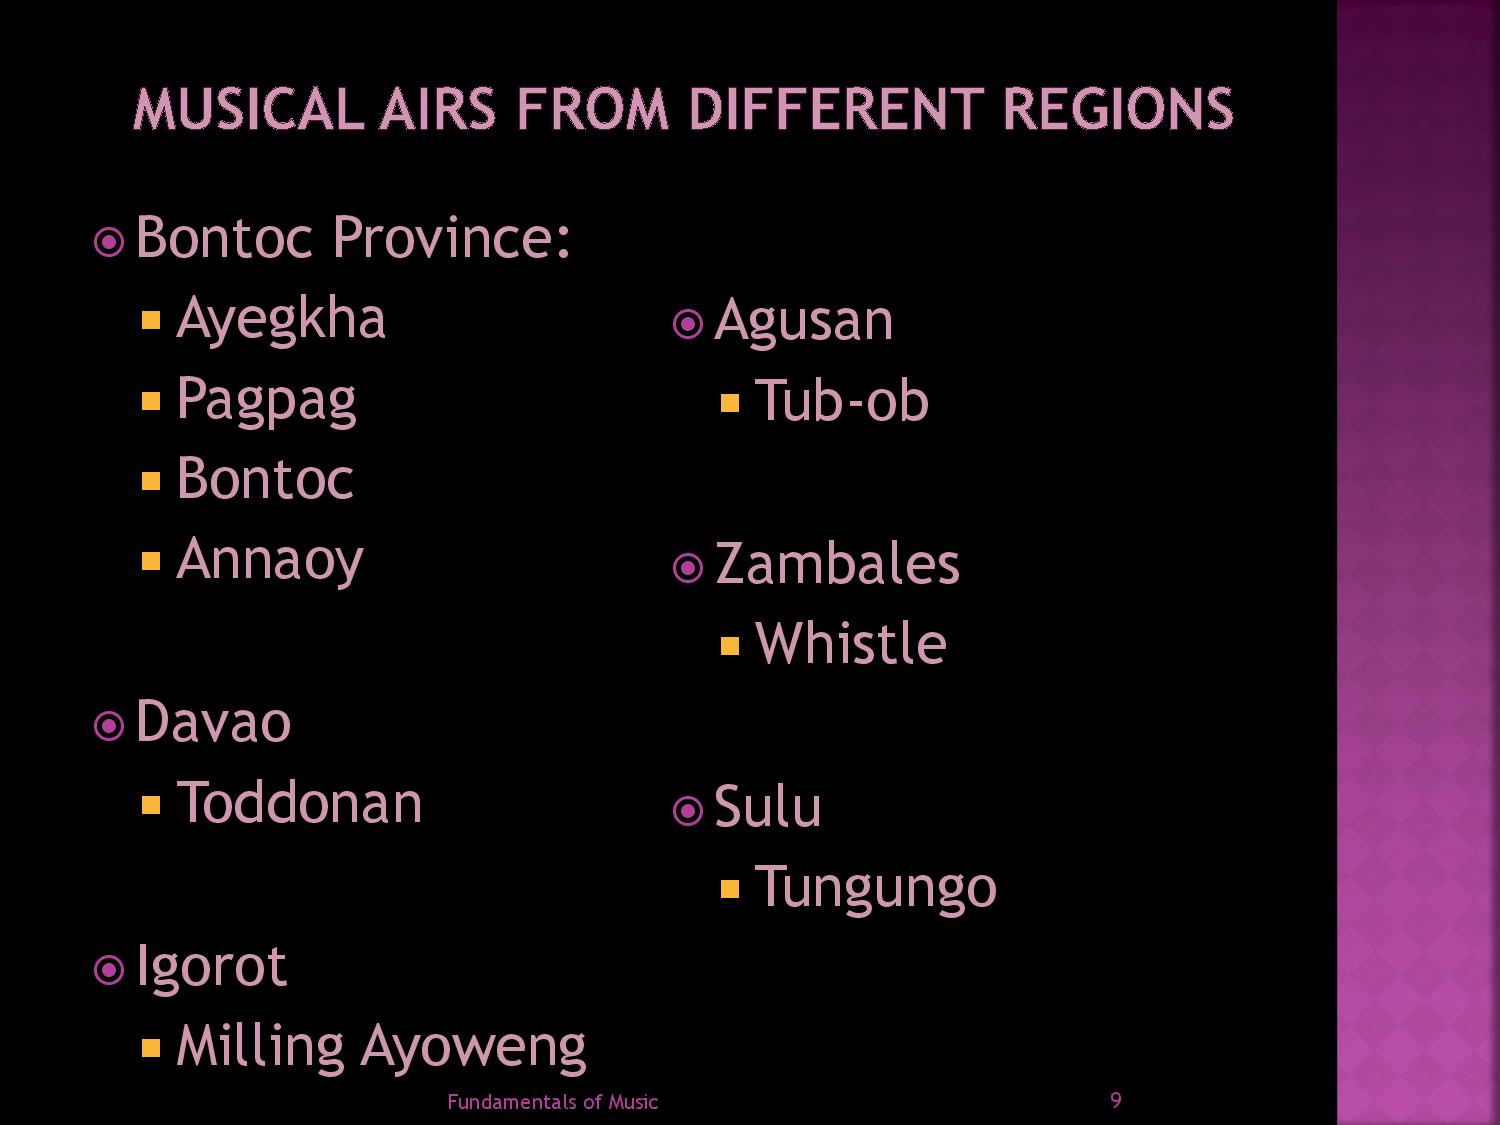 MUSICAL AIRS FROM DIFFERENT REGIONS
Bontoc Province:
Ayegkha
Pagpag
Bontoc
Annaoy
Davao
Toddonan
Igorot
Milling Ayoweng
Agusan
Tub-ob
Zambales
Whistle
Sulu
Tungungo
Fundamentals of Music
9